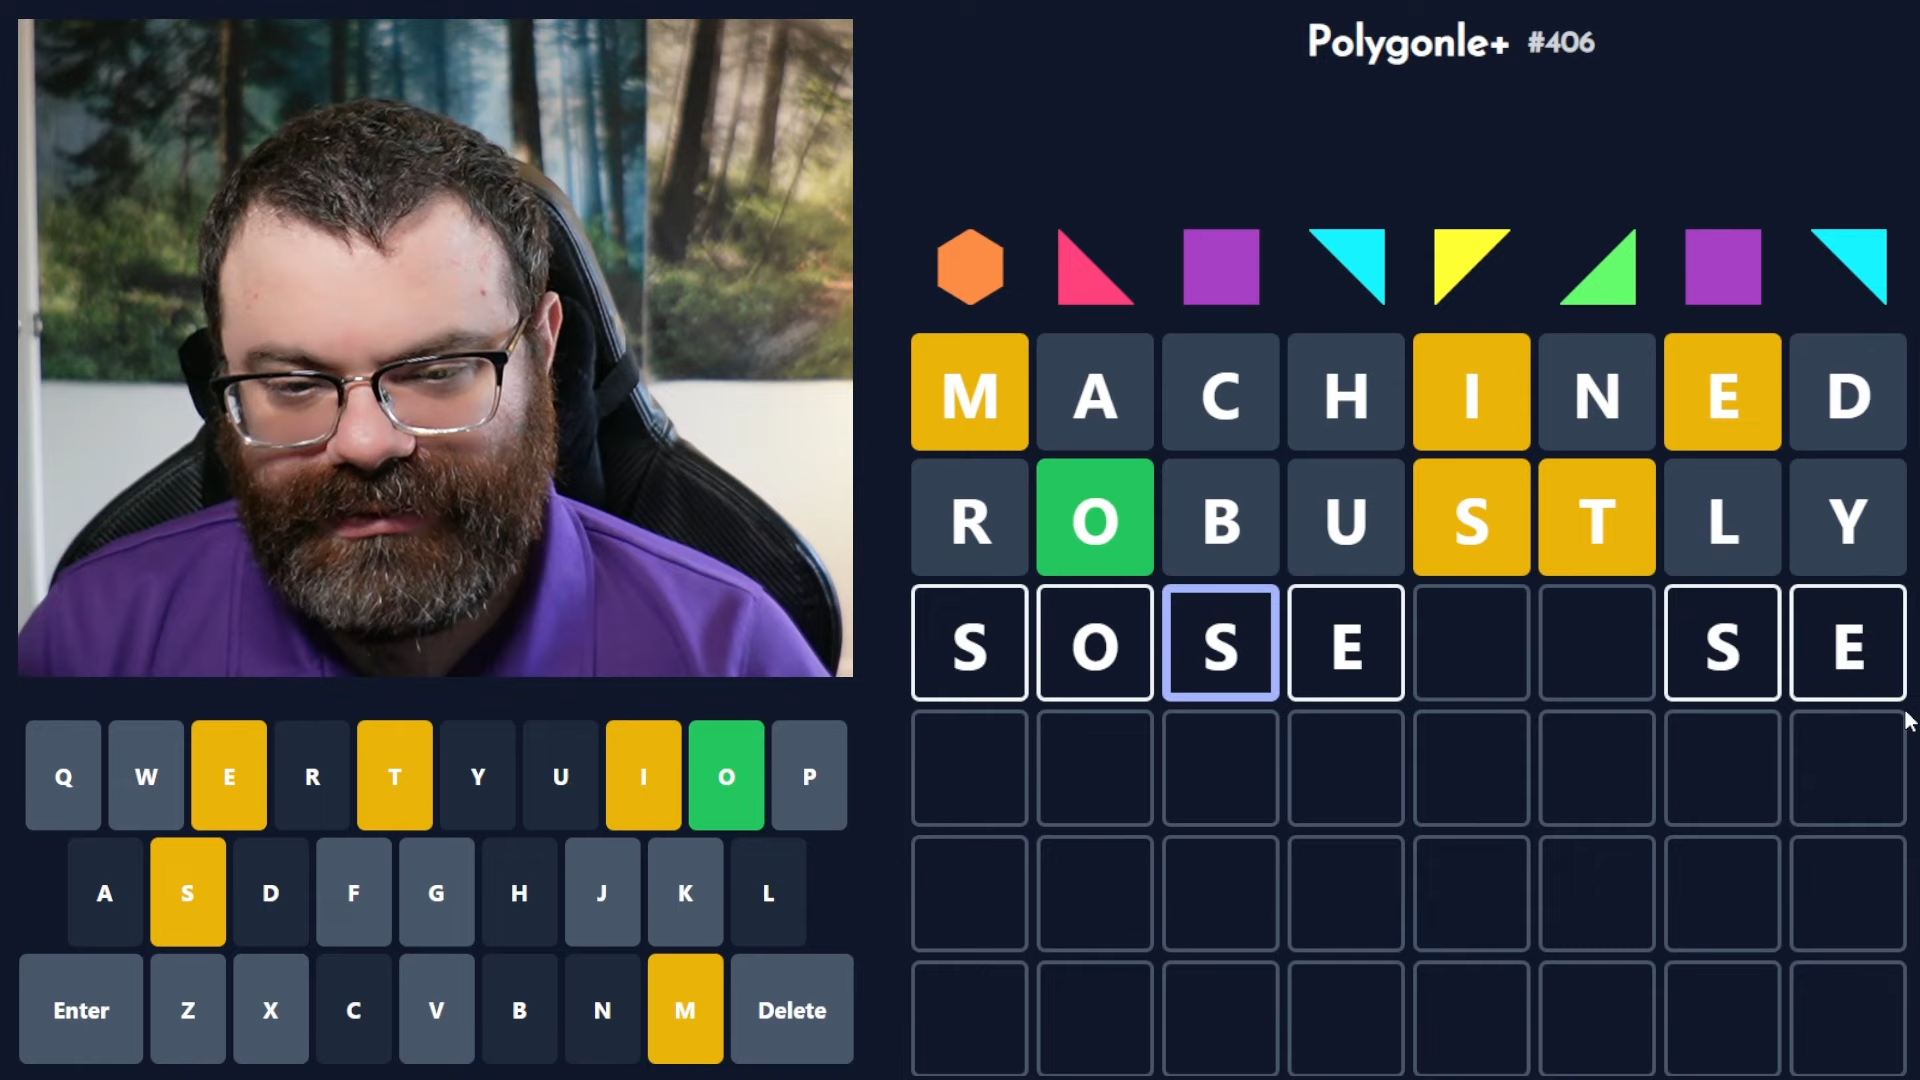 Polygonle+ #406
M A C H I N E D
R O B U S T L Y
S O S E S E
Q W E R T Y U I O P
A S D F G H J K L
Enter Z X C V B N M Delete